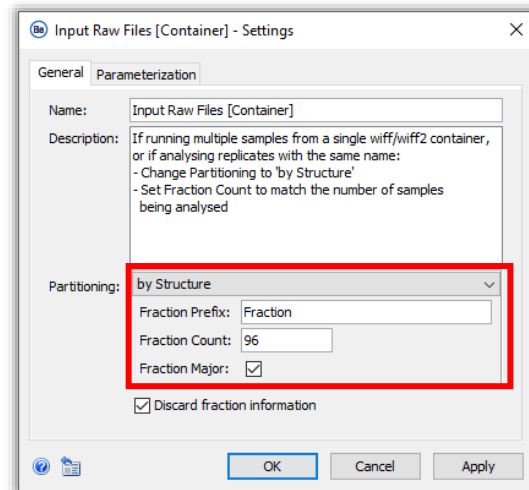 Be Input Raw Files [Container] - Settings
General Parameterization
Name: Input Raw Files [Container]
Description: If running multiple samples from a single wiff/wiff2 container,
or if analysing replicates with the same name:
- Change Partitioning to 'by Structure'
- Set Fraction Count to match the number of samples
being analysed
Partitioning: by Structure
Fraction Prefix: Fraction
Fraction Count: 96
Fraction Major:
Discard fraction information
OK Cancel Apply